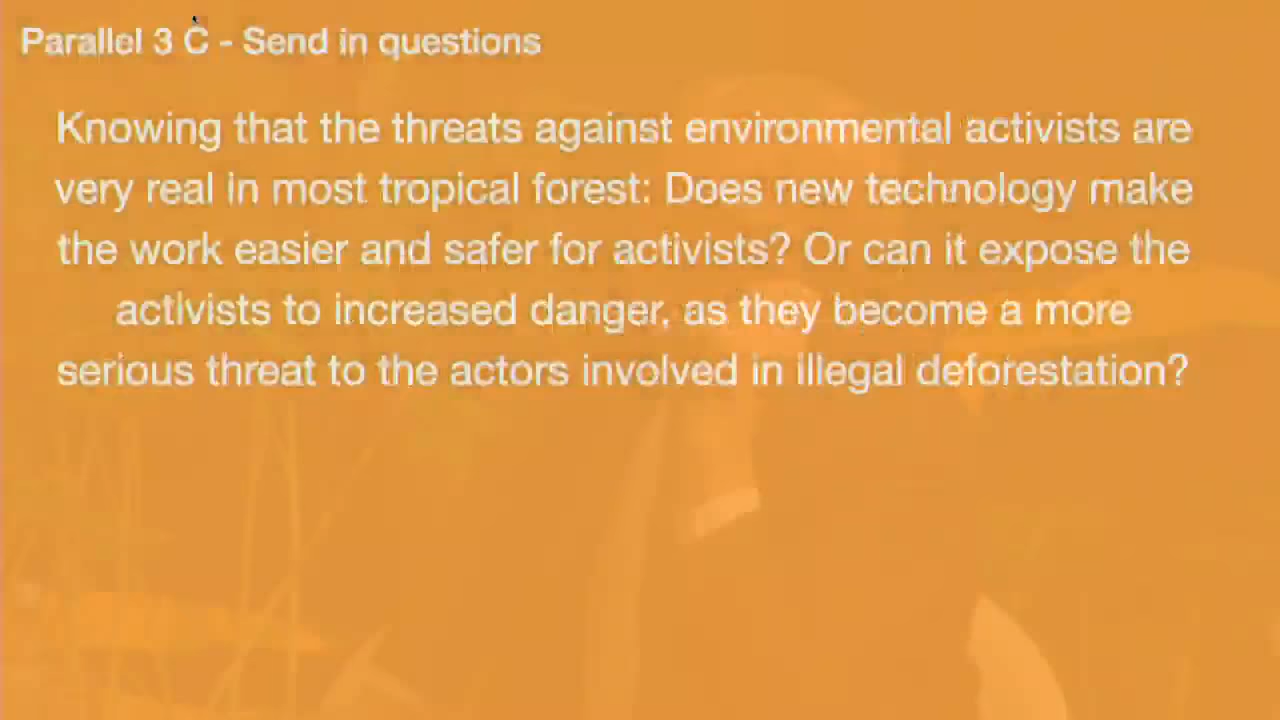 Parallel 3 C - Send in questions
Knowing that the threats against environmental activists are
very real in most tropical forest: Does new technology make
the work easier and safer for activists? Or can it expose the
activists to increased danger, as they become a more
serious threat to the actors involved in illegal deforestation?